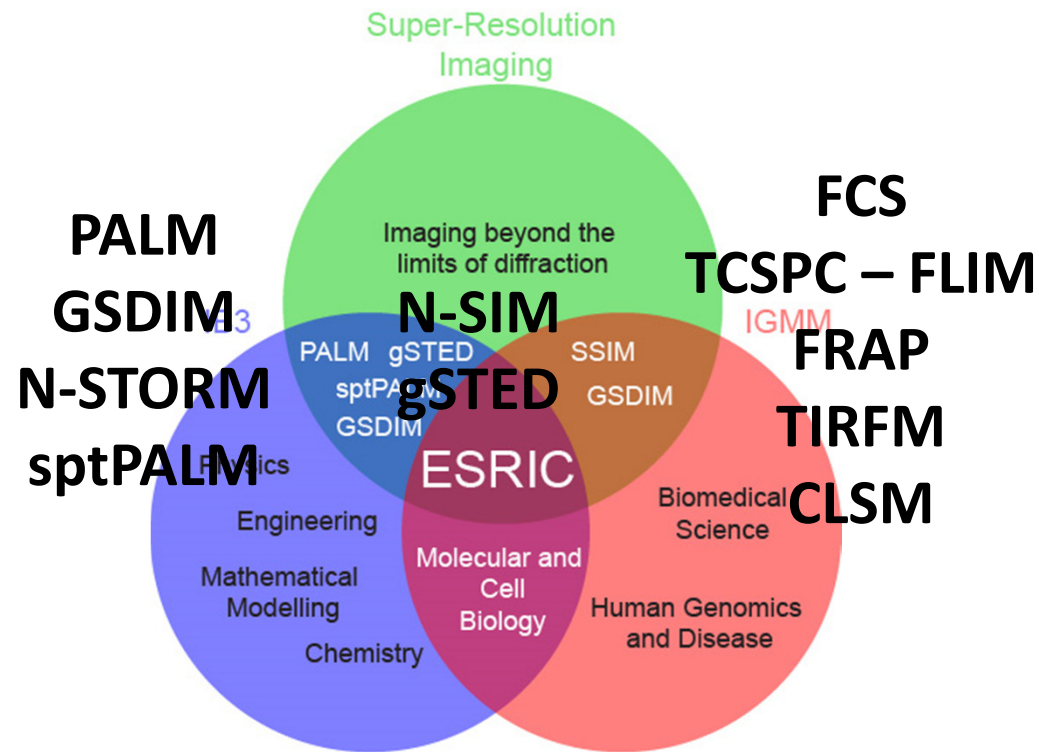 Super-Resolution
Imaging
Imaging beyond the
limits of diffraction
PALM
GSDIM
N-STORM
sptPALM
N-SIM
gSTED
FCS
TCSPC – FLIM
FRAP
TIRFM
CLSM
IB3
IGMM
PALM gSTED
sptPALM
GSDIM
SSIM
GSDIM
ESRIC
Physics
Engineering
Mathematical
Modelling
Chemistry
Molecular and
Cell
Biology
Biomedical
Science
Human Genomics
and Disease